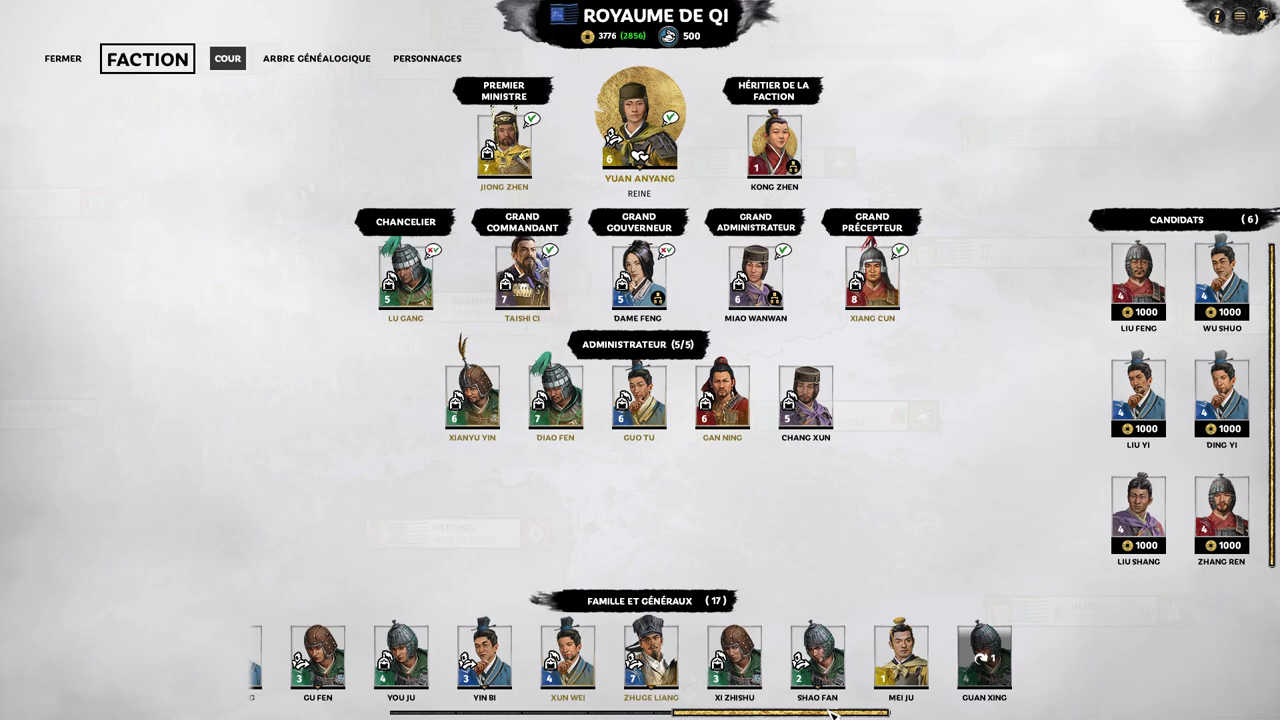 ROYAUME DE QI
3776 (2856) 500
FERMER FACTION COUR ARBRE GÉNÉALOGIQUE PERSONNAGES
PREMIER
MINISTRE
7
JIONG ZHEN
6
YUAN ANYANG
REINE
HÉRITIER DE LA
FACTION
1
KONG ZHEN
CHANCELIER
5
LU GANG
GRAND
COMMANDANT
7
TAISHI CI
GRAND
GOUVERNEUR
5
DAME FENG
GRAND
ADMINISTRATEUR
6
MIAO WANWAN
GRAND
PRÉCEPTEUR
8
XIANG CUN
ADMINISTRATEUR (5/5)
6
XIANYU YIN
7
DIAO FEN
6
GUO TU
6
GAN NING
5
CHANG XUN
CANDIDATS (6)
4
1000
LIU FENG
4
1000
WU SHUO
4
1000
LIU YI
4
1000
DING YI
4
1000
LIU SHANG
4
1000
ZHANG REN
FAMILLE ET GÉNÉRAUX (17)
G
3
GU FEN
4
YOU JU
3
YIN BI
4
XUN WEI
7
ZHUGE LIANG
3
XI ZHISHU
2
SHAO FAN
1
MEI JU
1
4
GUAN XING